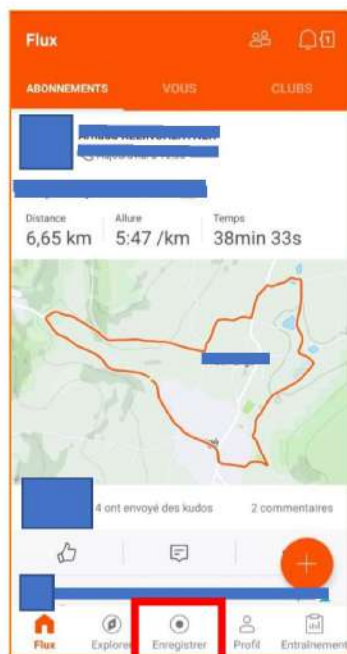 Flux
1
ABONNEMENTS VOUS CLUBS
Distance Allure Temps
6,65 km 5:47 /km 38min 33s
4 ont envoyé des kudos 2 commentaires
+
Flux Explorer Enregistrer Profil Entraînement